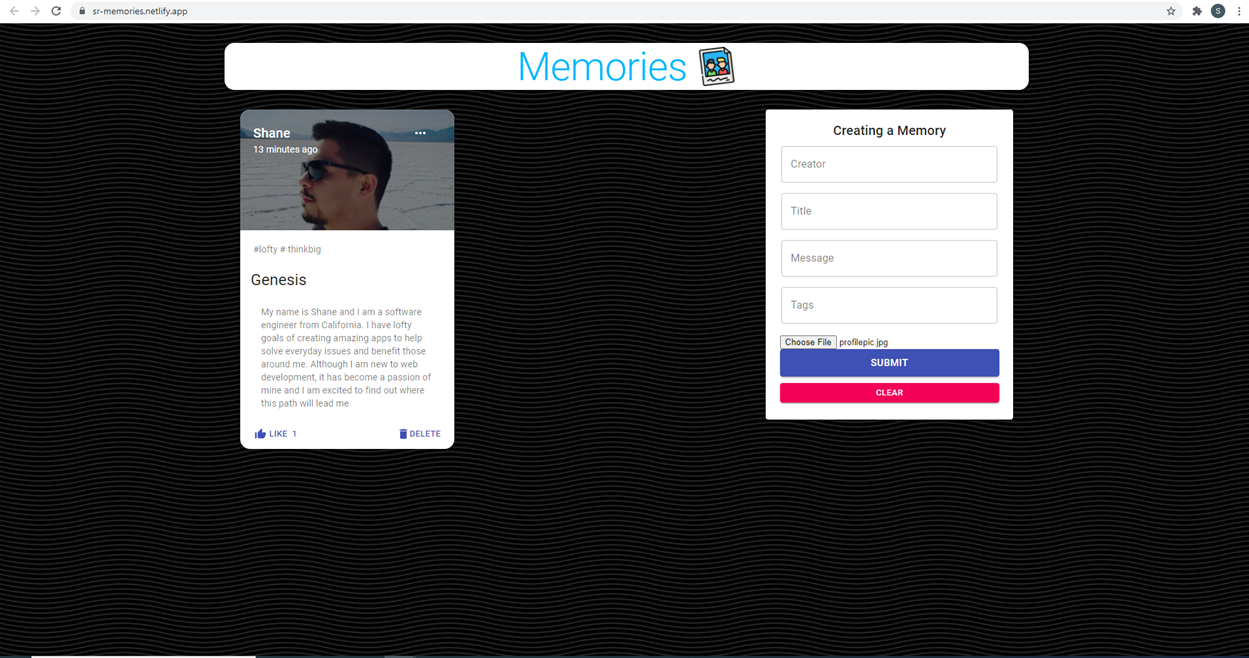 sr-memories.netlify.app
S
Memories
Shane
13 minutes ago
#lofty # thinkbig
Genesis
My name is Shane and I am a software
engineer from California. I have lofty
goals of creating amazing apps to help
solve everyday issues and benefit those
around me. Although I am new to web
development, it has become a passion of
mine and I am excited to find out where
this path will lead me
LIKE 1
DELETE
Creating a Memory
Creator
Title
Message
Tags
Choose File profilepic.jpg
SUBMIT
CLEAR